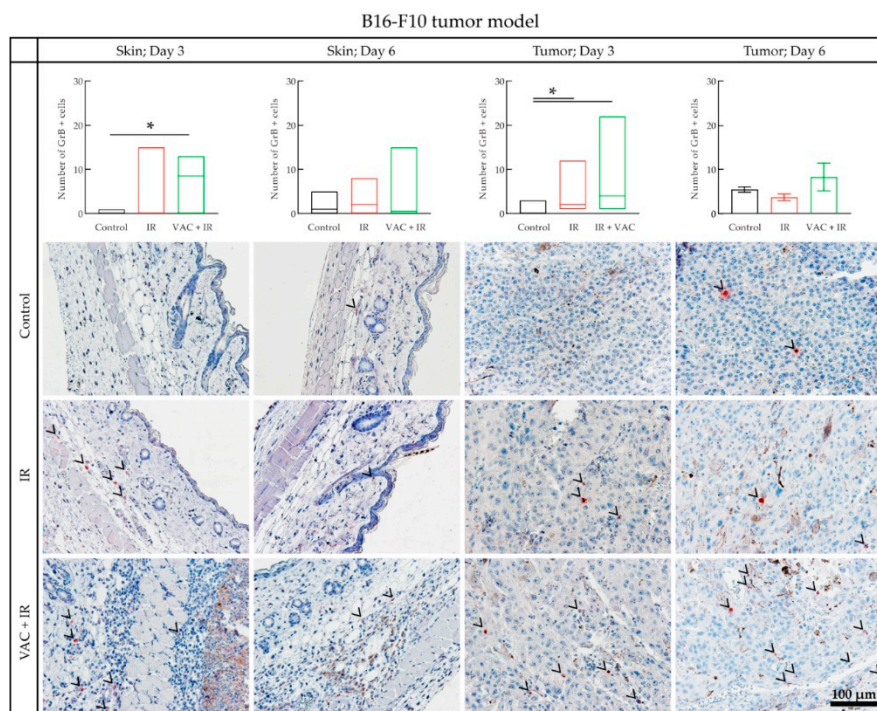 B16-F10 tumor model
Skin; Day 3
Skin; Day 6
Tumor; Day 3
Tumor; Day 6
Number of GrB + cells
30
20
10
0
*
Control
IR
VAC + IR
Number of GrB + cells
30
20
10
0
Control
IR
VAC + IR
Number of GrB + cells
30
20
10
0
*
Control
IR
IR + VAC
Number of GrB + cells
30
20
10
0
Control
IR
VAC + IR
Control
IR
VAC + IR
100 µm